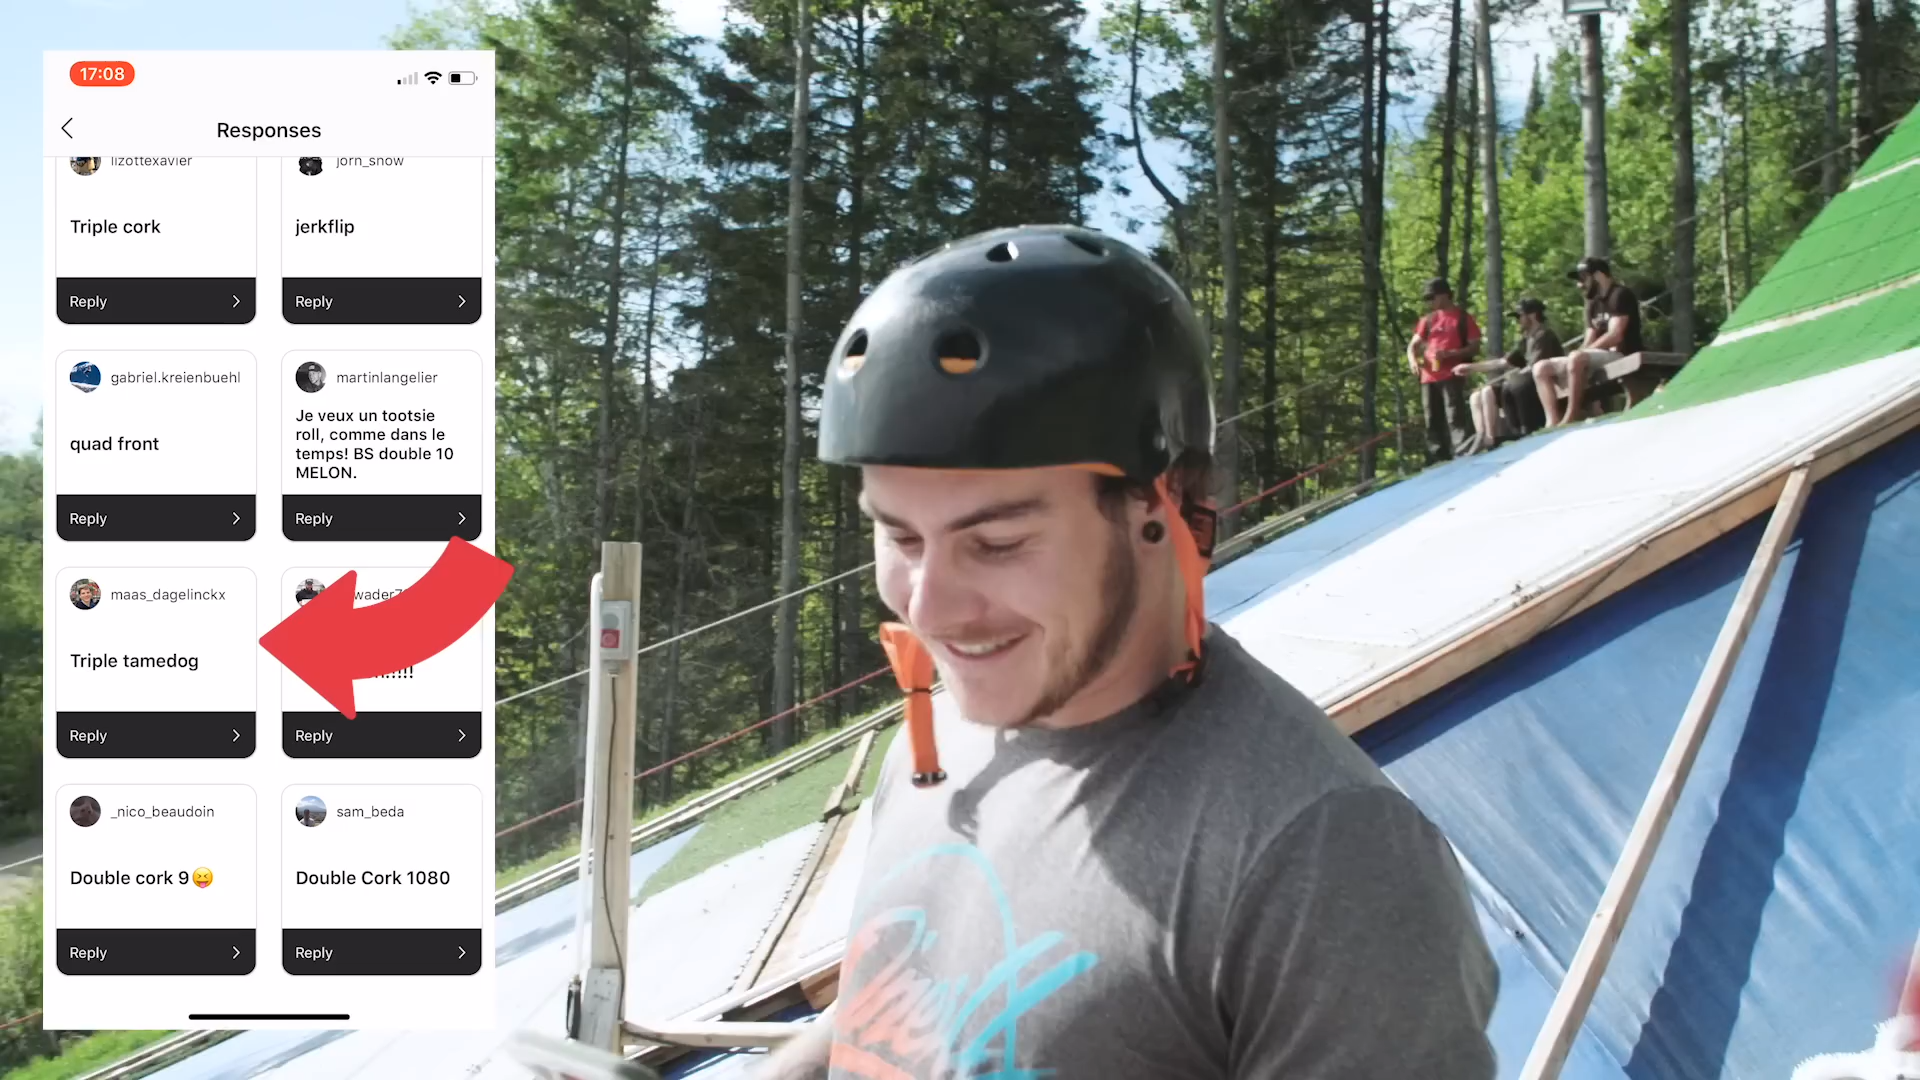 17:08
Responses
lizottexavier
jorn_snow
Triple cork
jerkflip
Reply
Reply
gabriel.kreienbuehl
martinlangelier
quad front
Je veux un tootsie
roll, comme dans le
temps! BS double 10
MELON.
Reply
Reply
maas_dagelinckx
Triple tamedog
Reply
Reply
_nico_beaudoin
sam_beda
Double cork 9😝
Double Cork 1080
Reply
Reply